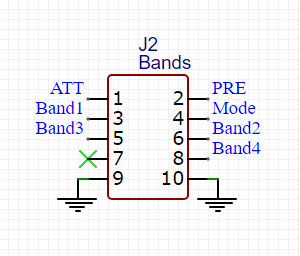 J2
Bands
ATT 1 2 PRE
Band1 3 4 Mode
Band3 5 6 Band2
7 8 Band4
9 10